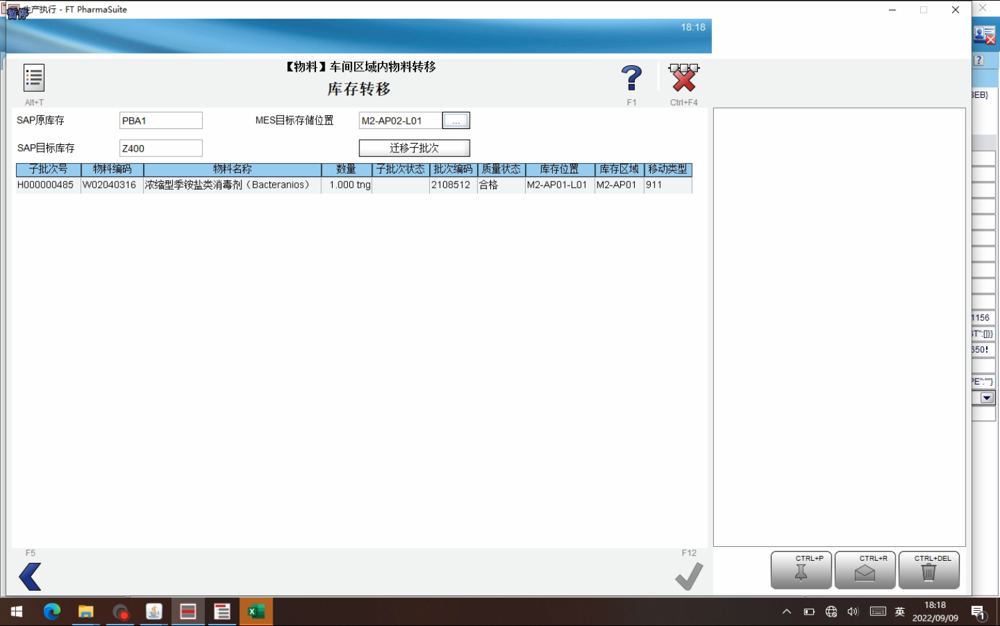 生产执行 - FT PharmaSuite
暂停
18:18
【物料】车间区域内物料转移
库存转移
Alt+T
F1
Ctrl+F4
SAP原库存
PBA1
MES目标存储位置
M2-AP02-L01
...
SAP目标库存
Z400
迁移子批次
子批次号 物料编码 物料名称 数量 子批次状态 批次编码 质量状态 库存位置 库存区域 移动类型
H000000485 W02040316 浓缩型季铵盐类消毒剂（Bacteranios） 1.000 tng 2108512 合格 M2-AP01-L01 M2-AP01 911
BEB}
1156
ST":[]}}
650!
PE":""}
F5
F12
CTRL+P
CTRL+R
CTRL+DEL
英
18:18
2022/09/09
1